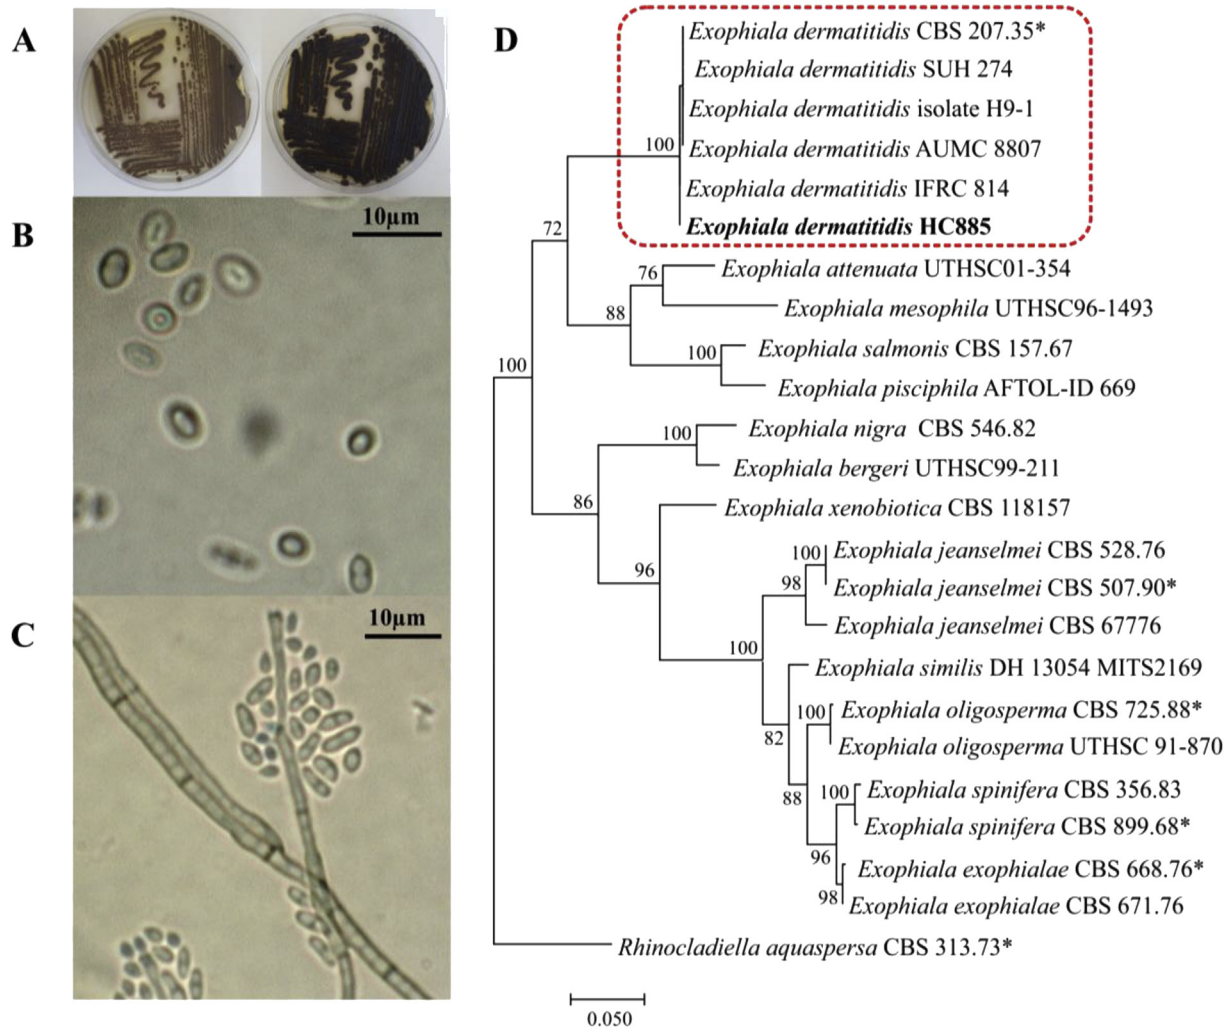 A
B
10µm
C
10µm
D
Exophiala dermatitidis CBS 207.35*
Exophiala dermatitidis SUH 274
Exophiala dermatitidis isolate H9-1
100
Exophiala dermatitidis AUMC 8807
Exophiala dermatitidis IFRC 814
Exophiala dermatitidis HC885
72
Exophiala attenuata UTHSC01-354
76
Exophiala mesophila UTHSC96-1493
88
Exophiala salmonis CBS 157.67
100
Exophiala pisciphila AFTOL-ID 669
100
Exophiala nigra CBS 546.82
100
Exophiala bergeri UTHSC99-211
86
Exophiala xenobiotica CBS 118157
96
Exophiala jeanselmei CBS 528.76
100
Exophiala jeanselmei CBS 507.90*
98
Exophiala jeanselmei CBS 67776
100
Exophiala similis DH 13054 MITS2169
82
Exophiala oligosperma CBS 725.88*
100
Exophiala oligosperma UTHSC 91-870
88
Exophiala spinifera CBS 356.83
100
Exophiala spinifera CBS 899.68*
96
Exophiala exophialae CBS 668.76*
98
Exophiala exophialae CBS 671.76
Rhinocladiella aquaspersa CBS 313.73*
0.050